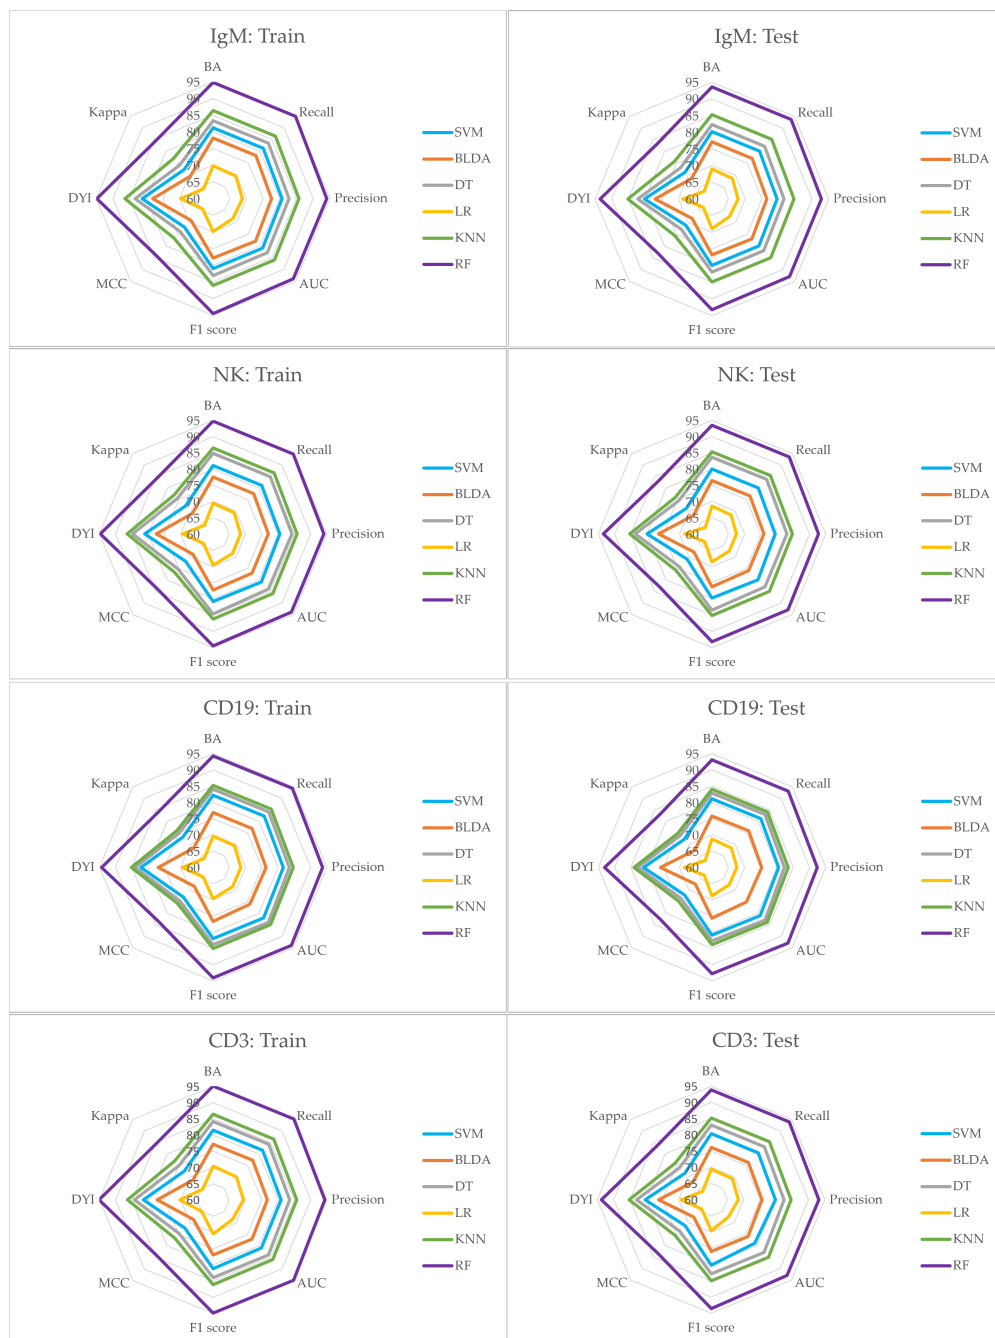 IgM: Train
BA
Recall
Precision
AUC
F1 score
MCC
DYI
Kappa
95
90
85
80
75
70
65
60
SVM
BLDA
DT
LR
KNN
RF
IgM: Test
BA
Recall
Precision
AUC
F1 score
MCC
DYI
Kappa
95
90
85
80
75
70
65
60
SVM
BLDA
DT
LR
KNN
RF
NK: Train
BA
Recall
Precision
AUC
F1 score
MCC
DYI
Kappa
95
90
85
80
75
70
65
60
SVM
BLDA
DT
LR
KNN
RF
NK: Test
BA
Recall
Precision
AUC
F1 score
MCC
DYI
Kappa
95
90
85
80
75
70
65
60
SVM
BLDA
DT
LR
KNN
RF
CD19: Train
BA
Recall
Precision
AUC
F1 score
MCC
DYI
Kappa
95
90
85
80
75
70
65
60
SVM
BLDA
DT
LR
KNN
RF
CD19: Test
BA
Recall
Precision
AUC
F1 score
MCC
DYI
Kappa
95
90
85
80
75
70
65
60
SVM
BLDA
DT
LR
KNN
RF
CD3: Train
BA
Recall
Precision
AUC
F1 score
MCC
DYI
Kappa
95
90
85
80
75
70
65
60
SVM
BLDA
DT
LR
KNN
RF
CD3: Test
BA
Recall
Precision
AUC
F1 score
MCC
DYI
Kappa
95
90
85
80
75
70
65
60
SVM
BLDA
DT
LR
KNN
RF